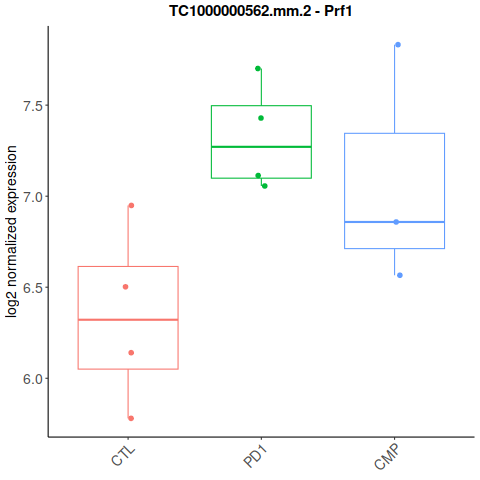 TC1000000562.mm.2 - Prf1
log2 normalized expression
7.5
7.0
6.5
6.0
CTL
PD1
CMP